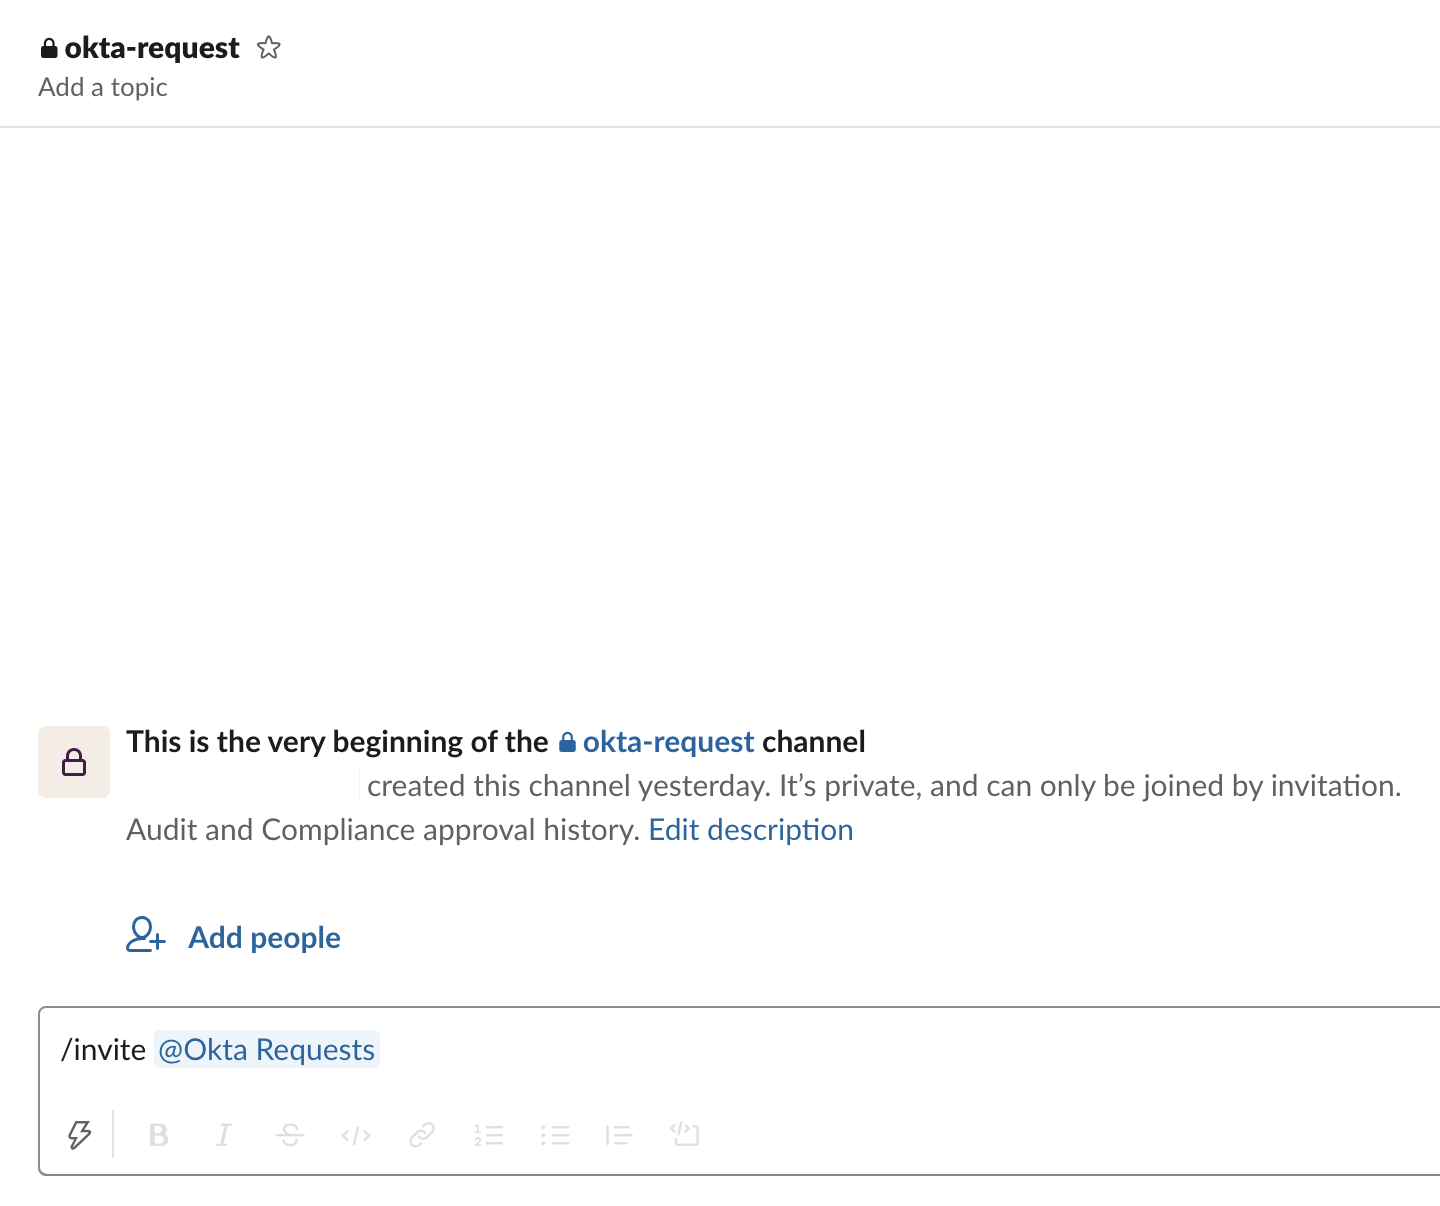 okta-request
Add a topic
This is the very beginning of the okta-request channel
created this channel yesterday. It’s private, and can only be joined by invitation.
Audit and Compliance approval history. Edit description
Add people
/invite @Okta Requests